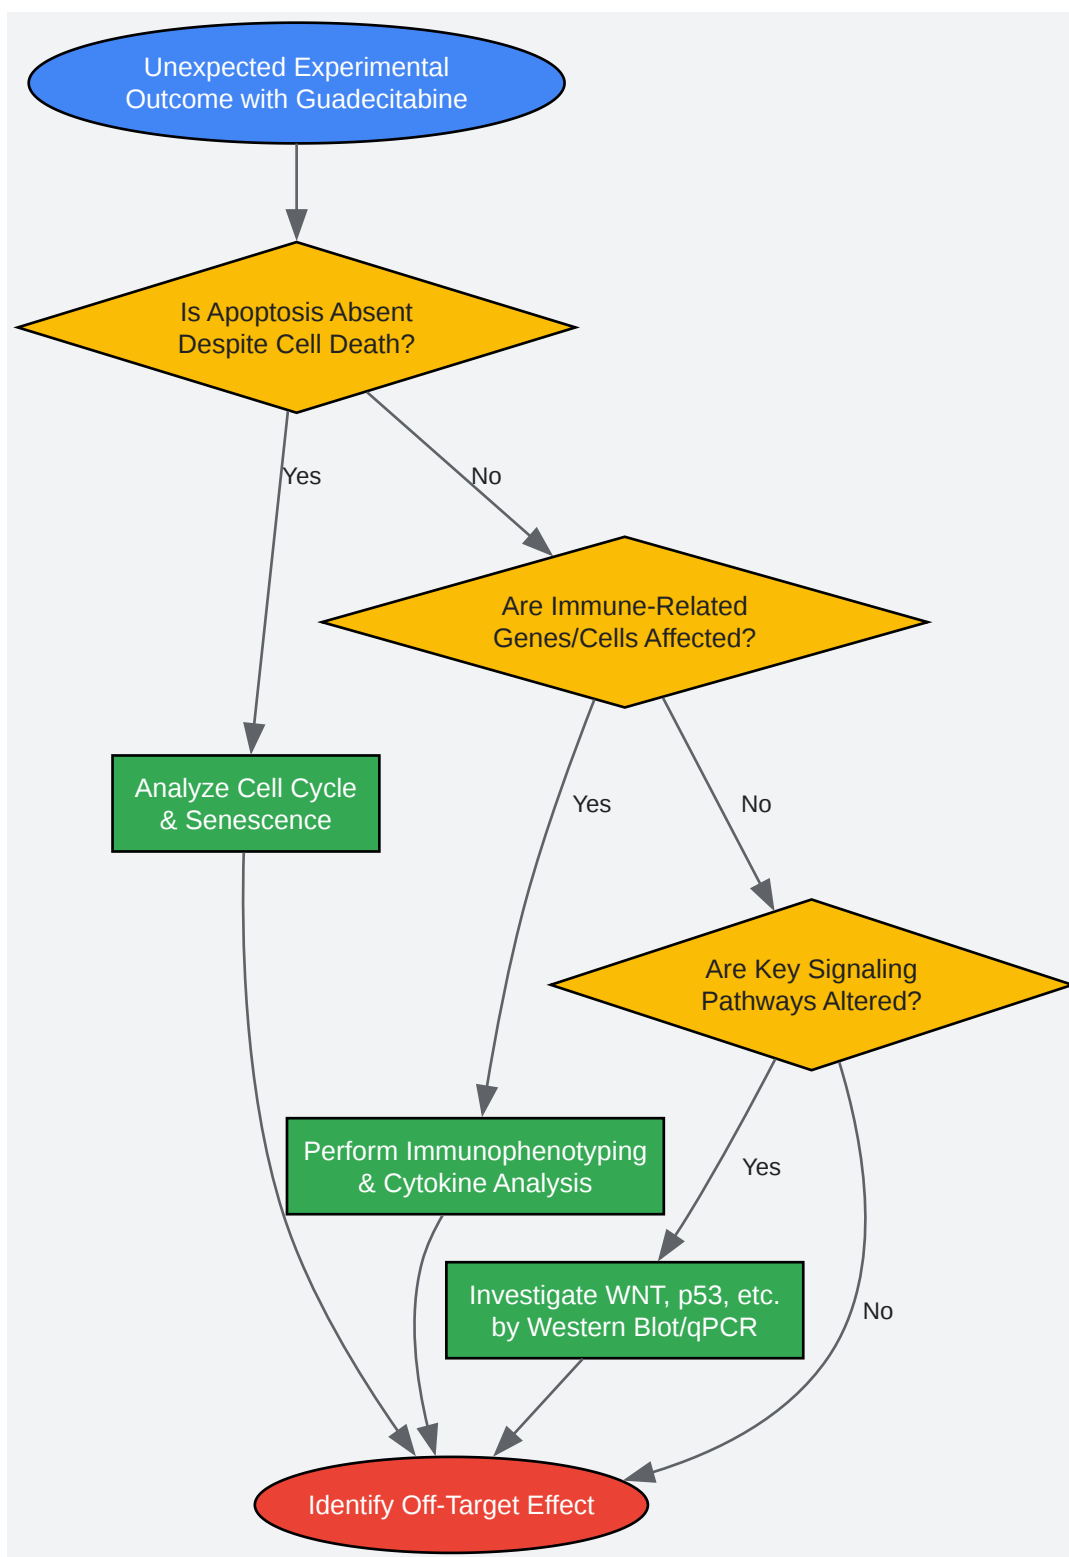 Unexpected Experimental
Outcome with Guadecitabine
Is Apoptosis Absent
Despite Cell Death?
Yes
No
Are Immune-Related
Genes/Cells Affected?
Analyze Cell Cycle
& Senescence
Yes
No
Are Key Signaling
Pathways Altered?
Perform Immunophenotyping
& Cytokine Analysis
Yes
Investigate WNT, p53, etc.
by Western Blot/qPCR
No
Identify Off-Target Effect